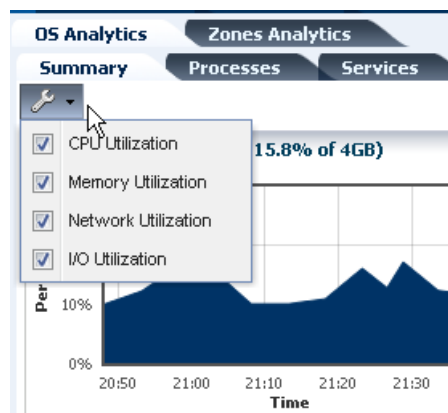 OS Analytics Zones Analytics
Summary Processes Services
CPU Utilization
15.8% of 4GB)
Memory Utilization
Network Utilization
I/O Utilization
Per
10%
0%
20:50 21:00 21:10 21:20 21:30
Time